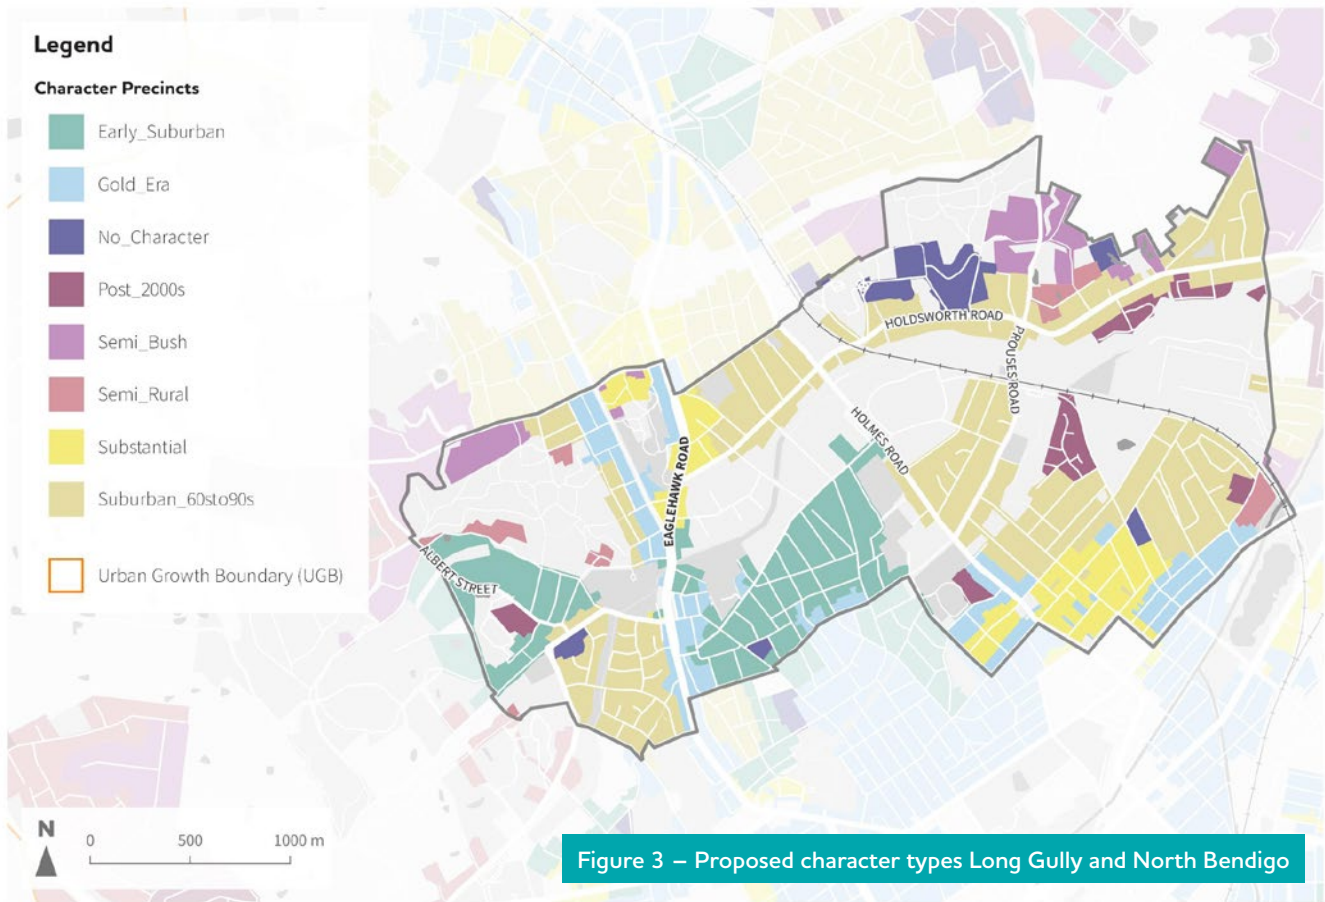 Legend
Character Precincts
Early_Suburban
Gold_Era
No_Character
Post_2000s
Semi_Bush
Semi_Rural
Substantial
Suburban_60sto90s
Urban Growth Boundary (UGB)
HOLDSWORTH ROAD
PROUSES ROAD
HOLMES ROAD
EAGLEHAWK ROAD
ALBERT STREET
N
0 500 1000 m
Figure 3 – Proposed character types Long Gully and North Bendigo